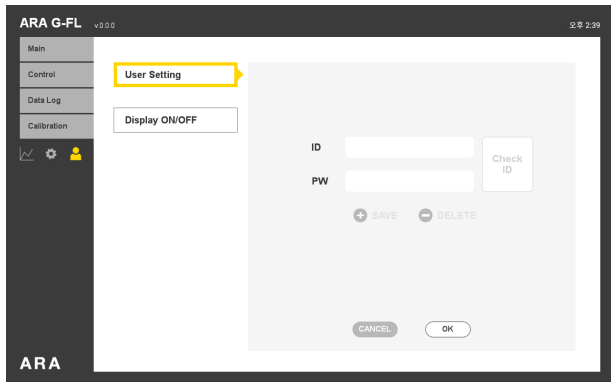 ARA G-FL v.0.0.0
오후 2:39
Main
Control
Data Log
Calibration
User Setting
Display ON/OFF
ID
PW
Check
ID
SAVE
DELETE
CANCEL
OK
ARA